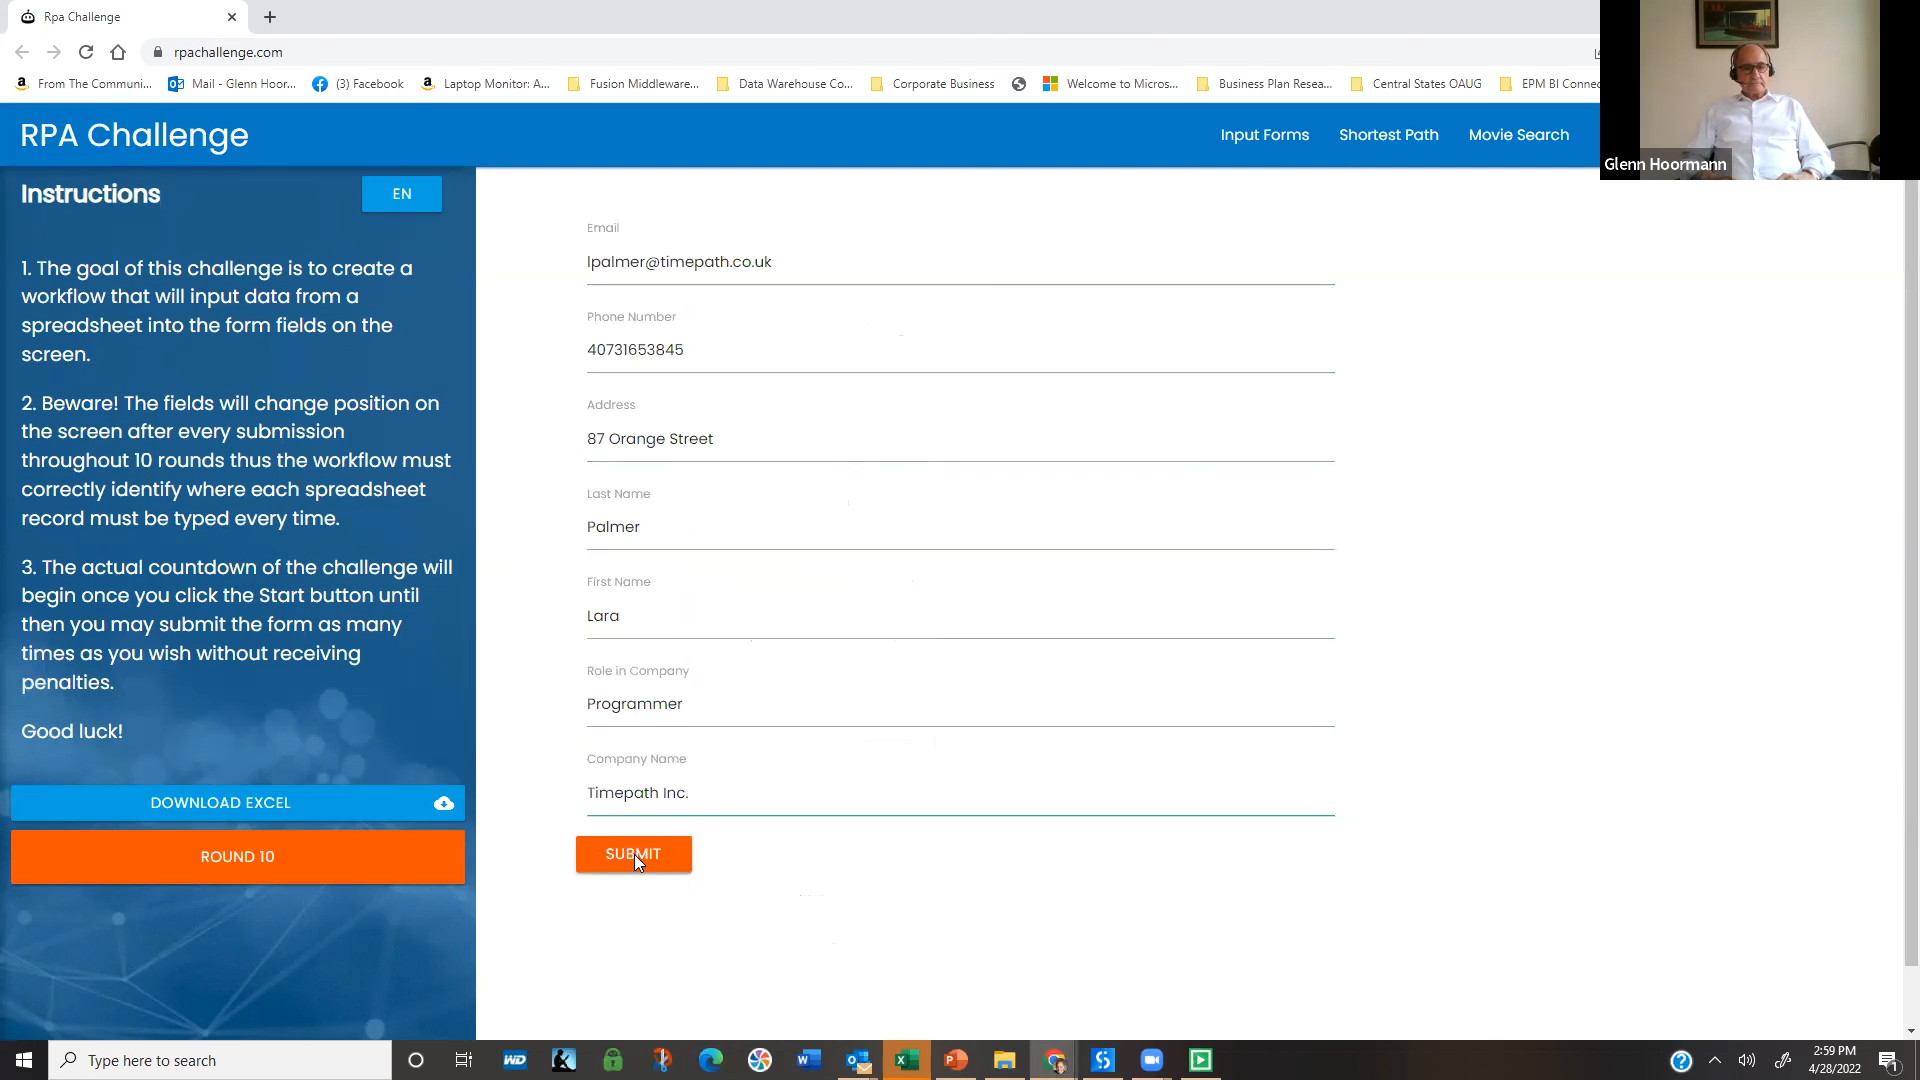 Rpa Challenge
rpachallenge.com
From The Communi...
Mail - Glenn Hoor...
(3) Facebook
Laptop Monitor: A...
Fusion Middleware...
Data Warehouse Co...
Corporate Business
Welcome to Micros...
Business Plan Resea...
Central States OAUG
EPM BI Connec
RPA Challenge
Input Forms
Shortest Path
Movie Search
Glenn Hoormann
Instructions
EN
1. The goal of this challenge is to create a
workflow that will input data from a
spreadsheet into the form fields on the
screen.
2. Beware! The fields will change position on
the screen after every submission
throughout 10 rounds thus the workflow must
correctly identify where each spreadsheet
record must be typed every time.
3. The actual countdown of the challenge will
begin once you click the Start button until
then you may submit the form as many
times as you wish without receiving
penalties.
Good luck!
DOWNLOAD EXCEL
ROUND 10
Email
lpalmer@timepath.co.uk
Phone Number
40731653845
Address
87 Orange Street
Last Name
Palmer
First Name
Lara
Role in Company
Programmer
Company Name
Timepath Inc.
SUBMIT
Type here to search
2:59 PM
4/28/2022